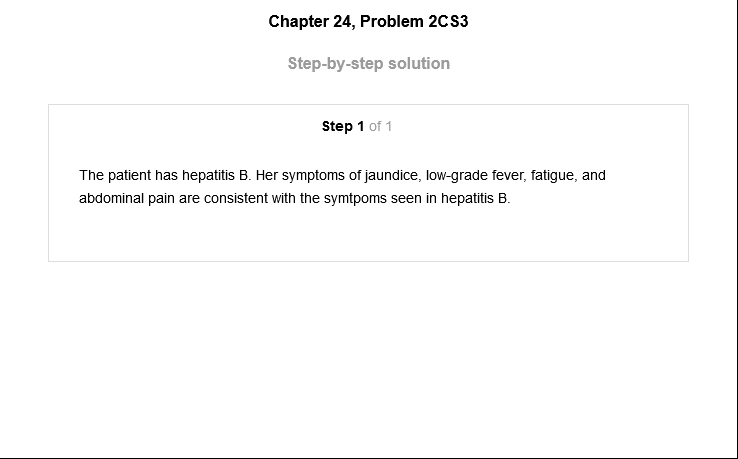 Chapter 24, Problem 2CS3
Step-by-step solution
Step 1 of 1
The patient has hepatitis B. Her symptoms of jaundice, low-grade fever, fatigue, and
abdominal pain are consistent with the symtpoms seen in hepatitis B.